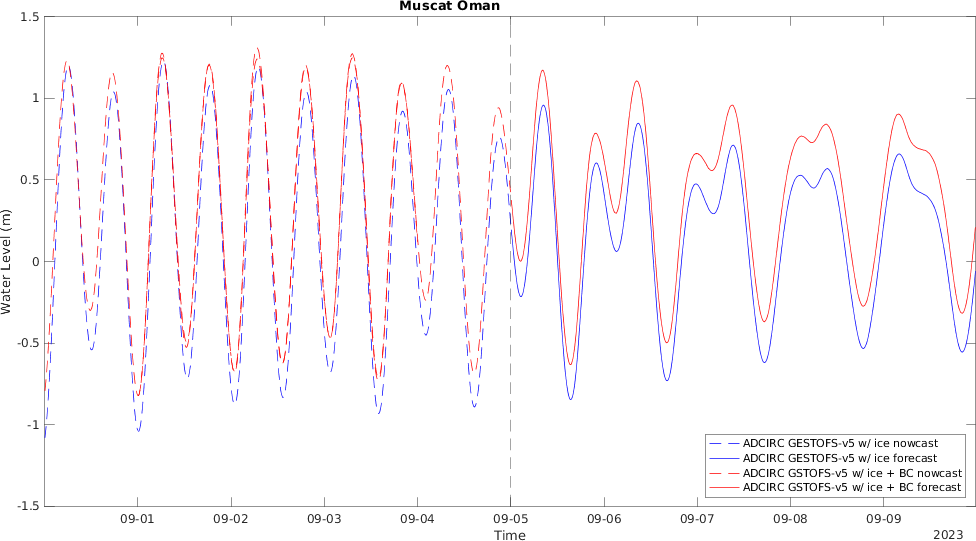 Muscat Oman
1.5
1
0.5
0
-0.5
-1
-1.5
Water Level (m)
09-01 09-02 09-03 09-04 09-05 09-06 09-07 09-08 09-09
Time
2023
ADCIRC GESTOFS-v5 w/ ice nowcast
ADCIRC GESTOFS-v5 w/ ice forecast
ADCIRC GSTOFS-v5 w/ ice + BC nowcast
ADCIRC GSTOFS-v5 w/ ice + BC forecast